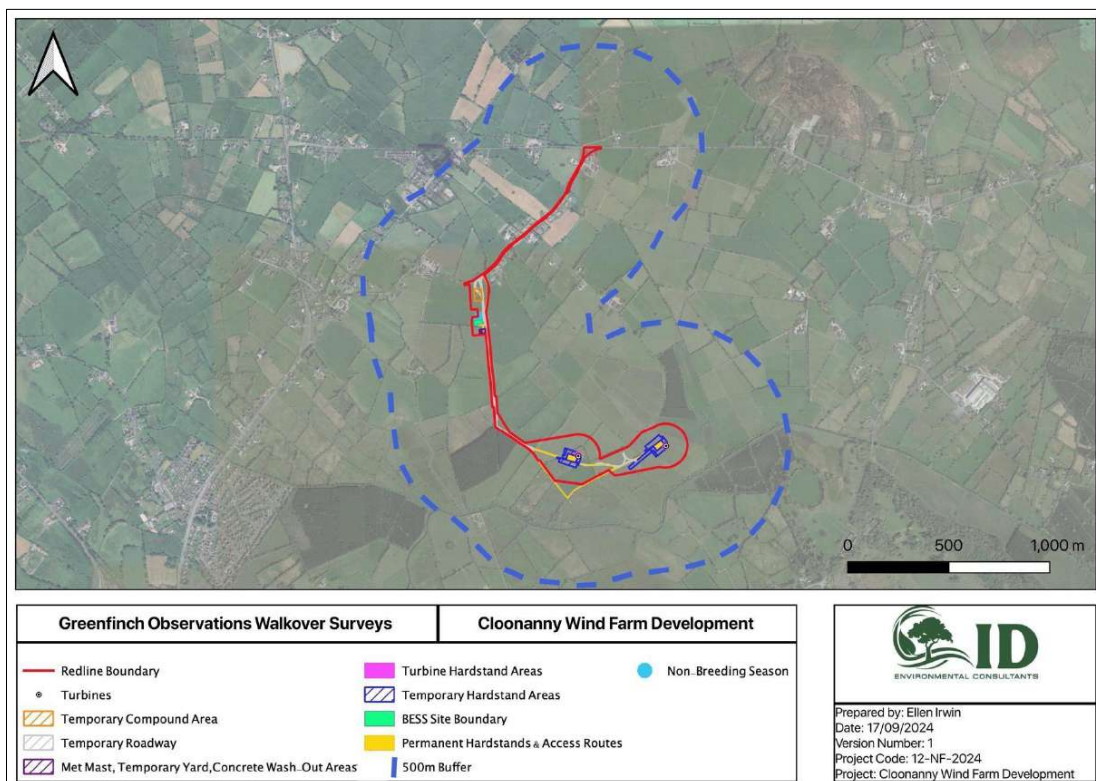 0 500 1,000 m
Greenfinch Observations Walkover Surveys
Cloonanny Wind Farm Development
Redline Boundary
Turbines
Temporary Compound Area
Temporary Roadway
Met Mast, Temporary Yard,Concrete Wash-Out Areas
Turbine Hardstand Areas
Temporary Hardstand Areas
BESS Site Boundary
Permanent Hardstands & Access Routes
500m Buffer
Non-Breeding Season
ID
ENVIRONMENTAL CONSULTANTS
Prepared by: Ellen Irwin
Date: 17/09/2024
Version Number: 1
Project Code: 12-NF-2024
Project: Cloonanny Wind Farm Development